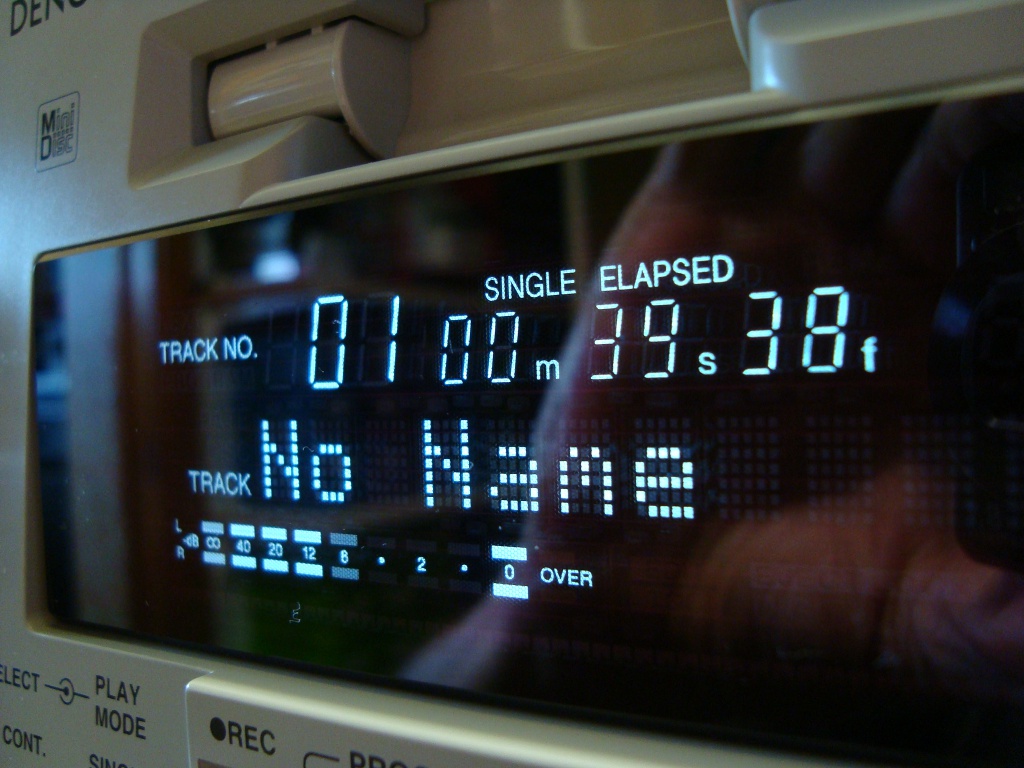 DENO
Mini Disc
SINGLE ELAPSED
TRACK NO. 01 00m 39s 38f
TRACK No Name
L
-dB ∞ 40 20 12 6 • 2 • 0 OVER
R
ELECT PLAY MODE
CONT.
●REC